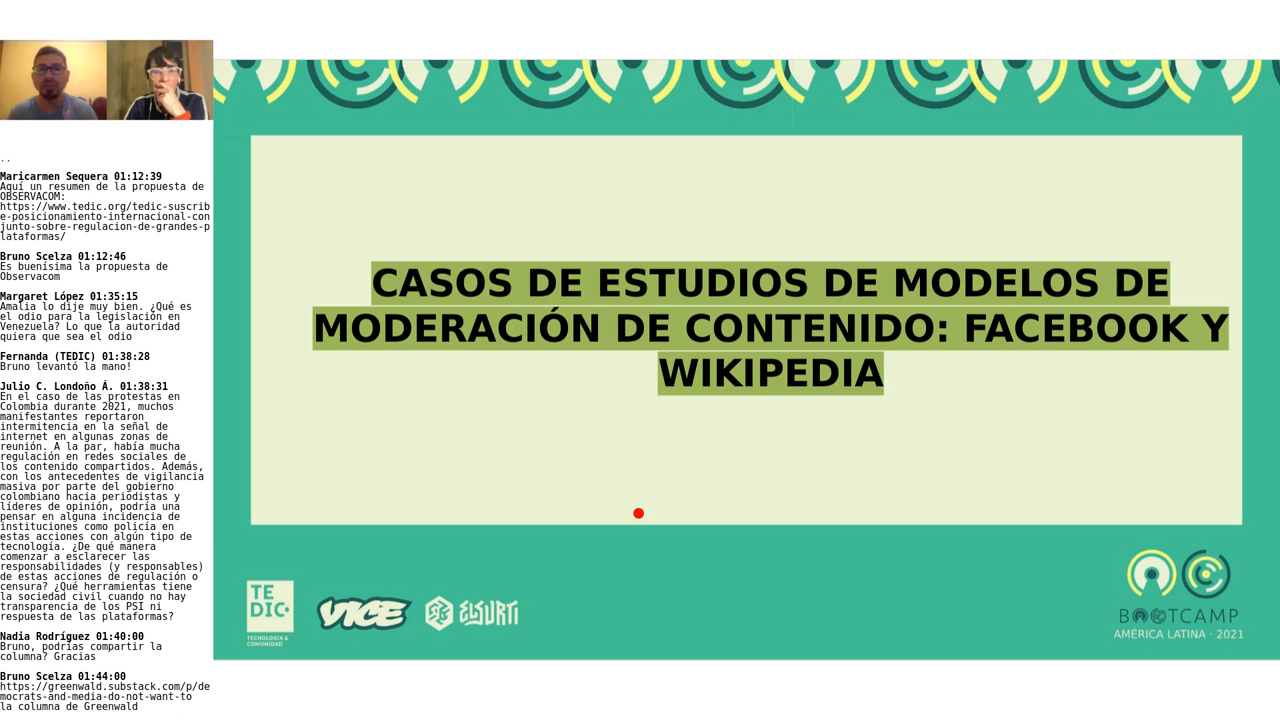 ..
Maricarmen Sequera 01:12:39
Aquí un resumen de la propuesta de
OBSERVACOM:
https://www.tedic.org/tedic-suscrib
e-posicionamiento-internacional-con
junto-sobre-regulacion-de-grandes-p
lataformas/
Bruno Scelza 01:12:46
Es buenísima la propuesta de
Observacom
Margaret López 01:35:15
Amalia lo dije muy bien. ¿Qué es
el odio para la legislación en
Venezuela? Lo que la autoridad
quiera que sea el odio
Fernanda (TEDIC) 01:38:28
Bruno levantó la mano!
Julio C. Londoño Á. 01:38:31
En el caso de las protestas en
Colombia durante 2021, muchos
manifestantes reportaron
intermitencia en la señal de
internet en algunas zonas de
reunión. A la par, había mucha
regulación en redes sociales de
los contenido compartidos. Además,
con los antecedentes de vigilancia
masiva por parte del gobierno
colombiano hacia periodistas y
líderes de opinión, podría una
pensar en alguna incidencia de
instituciones como policía en
estas acciones con algún tipo de
tecnología. ¿De qué manera
comenzar a esclarecer las
responsabilidades (y responsables)
de estas acciones de regulación o
censura? ¿Qué herramientas tiene
la sociedad civil cuando no hay
transparencia de los PSI ni
respuesta de las plataformas?
Nadia Rodríguez 01:40:00
Bruno, podrías compartir la
columna? Gracias
Bruno Scelza 01:44:00
https://greenwald.substack.com/p/de
mocrats-and-media-do-not-want-to
la columna de Greenwald
CASOS DE ESTUDIOS DE MODELOS DE
MODERACIÓN DE CONTENIDO: FACEBOOK Y
WIKIPEDIA
TE
DIC
TECNOLOGÍA &
COMUNIDAD
VICE
ELSURTI
BOOTCAMP
AMÉRICA LATINA · 2021